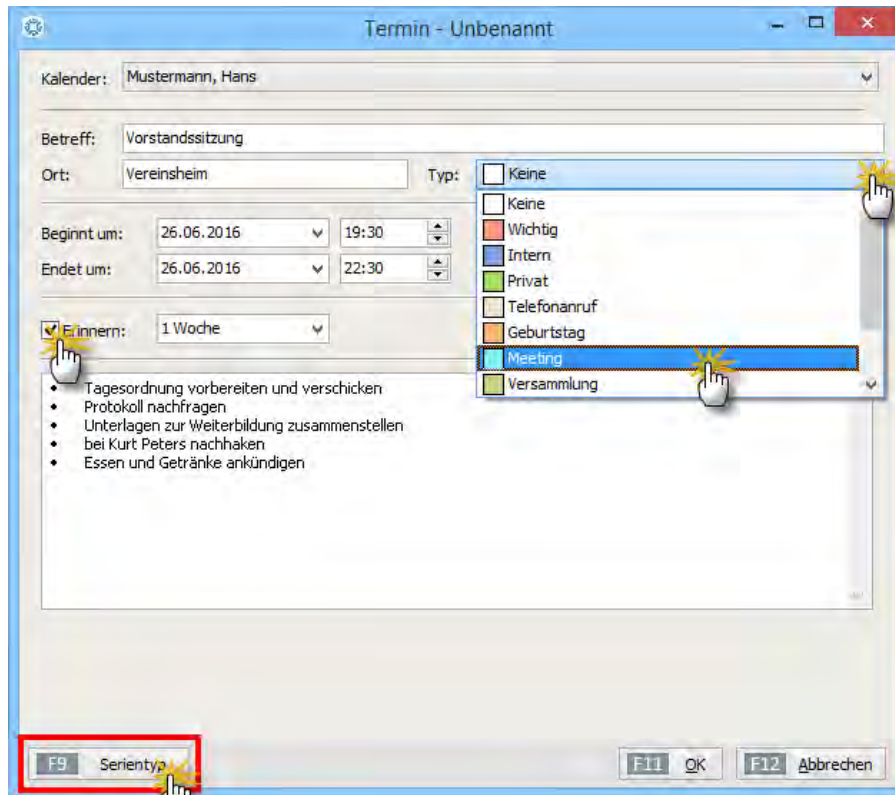 Termin - Unbenannt
Kalender: Mustermann, Hans
Betreff: Vorstandssitzung
Ort: Vereinsheim Typ: Keine
Keine
Wichtig
Intern
Privat
Telefonanruf
Geburtstag
Meeting
Versammlung
Beginnt um: 26.06.2016 19:30
Endet um: 26.06.2016 22:30
Erinnern: 1 Woche
• Tagesordnung vorbereiten und verschicken
• Protokoll nachfragen
• Unterlagen zur Weiterbildung zusammenstellen
• bei Kurt Peters nachhaken
• Essen und Getränke ankündigen
F9 Serientyp
F11 OK F12 Abbrechen